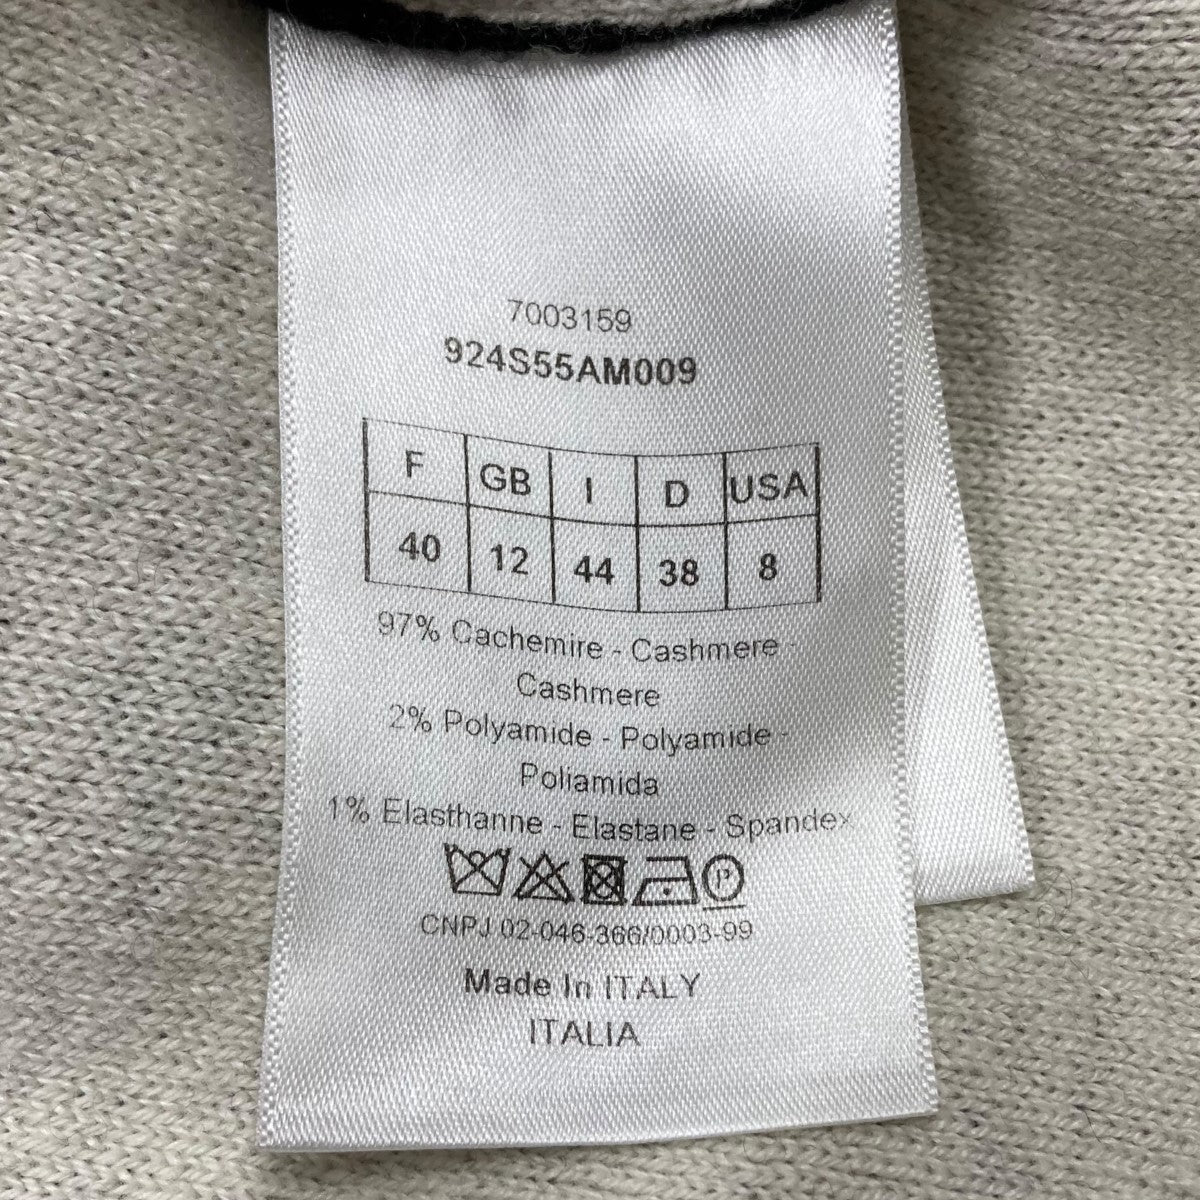 7003159
924S55AM009
F GB I D USA
40 12 44 38 8
97% Cachemire - Cashmere -
Cashmere
2% Polyamide - Polyamide -
Poliamida
1% Elasthanne - Elastane - Spandex
P
CNPJ 02-046-366/0003-99
Made In ITALY
ITALIA